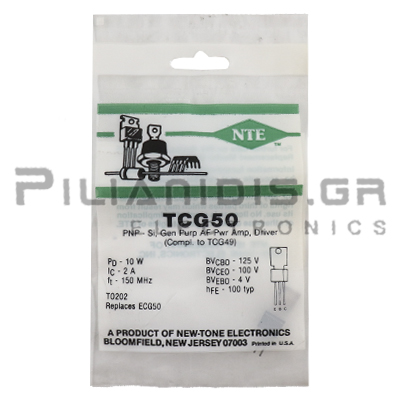 NTE
TM
PILIANIDIS.GR
ELECTRONICS
TCG50
PNP - Si, Gen Purp AF Pwr Amp, Driver
(Compl. to TCG49)
PD - 10 W
IC - 2 A
ft - 150 MHz
TO202
Replaces ECG50
BVCBO - 125 V
BVCEO - 100 V
BVEBO - 4 V
hFE - 100 typ
A PRODUCT OF NEW-TONE ELECTRONICS
BLOOMFIELD, NEW JERSEY 07003 Printed in U.S.A.